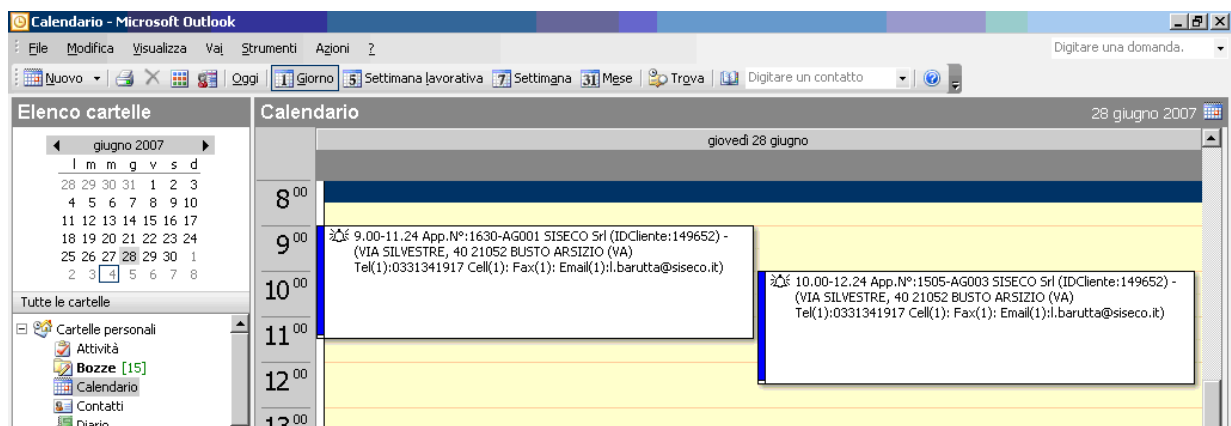 Calendario - Microsoft Outlook
File Modifica Visualizza Vai Strumenti Azioni ? Digitare una domanda.
Nuovo Oggi 1 Giorno 5 Settimana lavorativa 7 Settimana 31 Mese Trova Digitare un contatto
Elenco cartelle
Calendario 28 giugno 2007
giugno 2007
l m m g v s d
28 29 30 31 1 2 3
4 5 6 7 8 9 10
11 12 13 14 15 16 17
18 19 20 21 22 23 24
25 26 27 28 29 30 1
2 3 4 5 6 7 8
Tutte le cartelle
Cartelle personali
Attività
Bozze [15]
Calendario
Contatti
Diario
giovedì 28 giugno
8 00
9 00
10 00
11 00
12 00
13 00
9.00-11.24 App.N°:1630-AG001 SISECO Srl (IDCliente:149652) -
(VIA SILVESTRE, 40 21052 BUSTO ARSIZIO (VA)
Tel(1):0331341917 Cell(1): Fax(1): Email(1):l.barutta@siseco.it)
10.00-12.24 App.N°:1505-AG003 SISECO Srl (IDCliente:149652) -
(VIA SILVESTRE, 40 21052 BUSTO ARSIZIO (VA)
Tel(1):0331341917 Cell(1): Fax(1): Email(1):l.barutta@siseco.it)